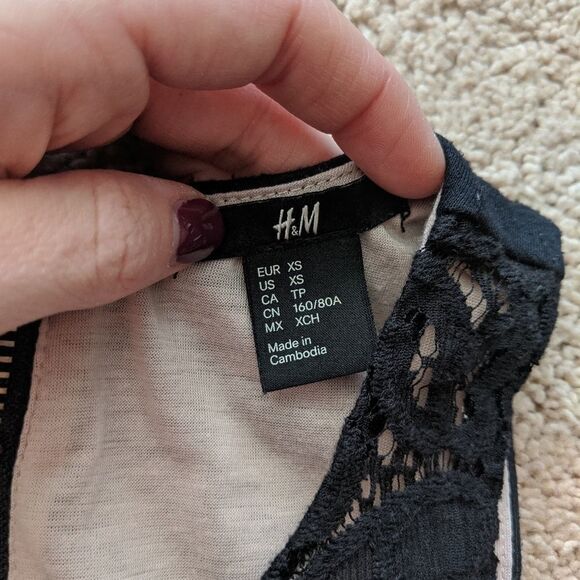 H&M
EUR XS
US XS
CA TP
CN 160/80A
MX XCH
Made in
Cambodia